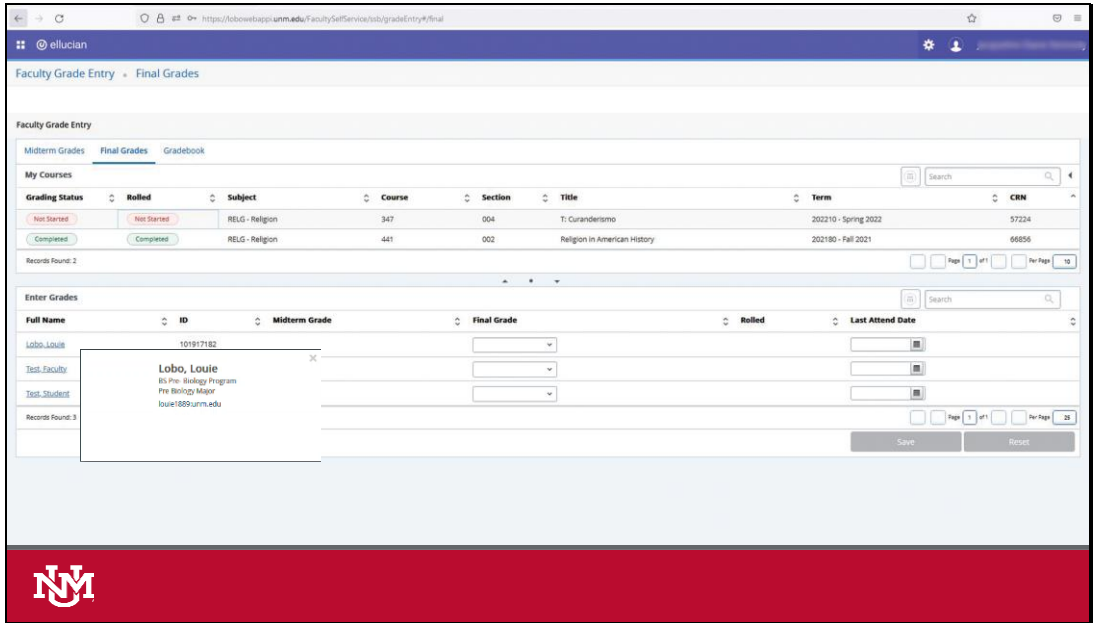 https://lobowebappi.unm.edu/FacultySelfService/ssb/gradeEntry#/final
ellucian
Faculty Grade Entry • Final Grades
Faculty Grade Entry
Midterm Grades Final Grades Gradebook
My Courses Search
Grading Status Rolled Subject Course Section Title Term CRN
Not Started Not Started RELG - Religion 347 004 T: Curanderismo 202210 - Spring 2022 57224
Completed Completed RELG - Religion 441 002 Religion in American History 202180 - Fall 2021 66856
Records Found: 2 Page 1 of 1 Per Page 10
Enter Grades Search
Full Name ID Midterm Grade Final Grade Rolled Last Attend Date
Lobo, Louie 101917182
Test, Faculty
Test, Student
Lobo, Louie
BS Pre- Biology Program
Pre Biology Major
louie1889:unm.edu
Records Found: 3 Page 1 of 1 Per Page 25
Save Reset
UNM